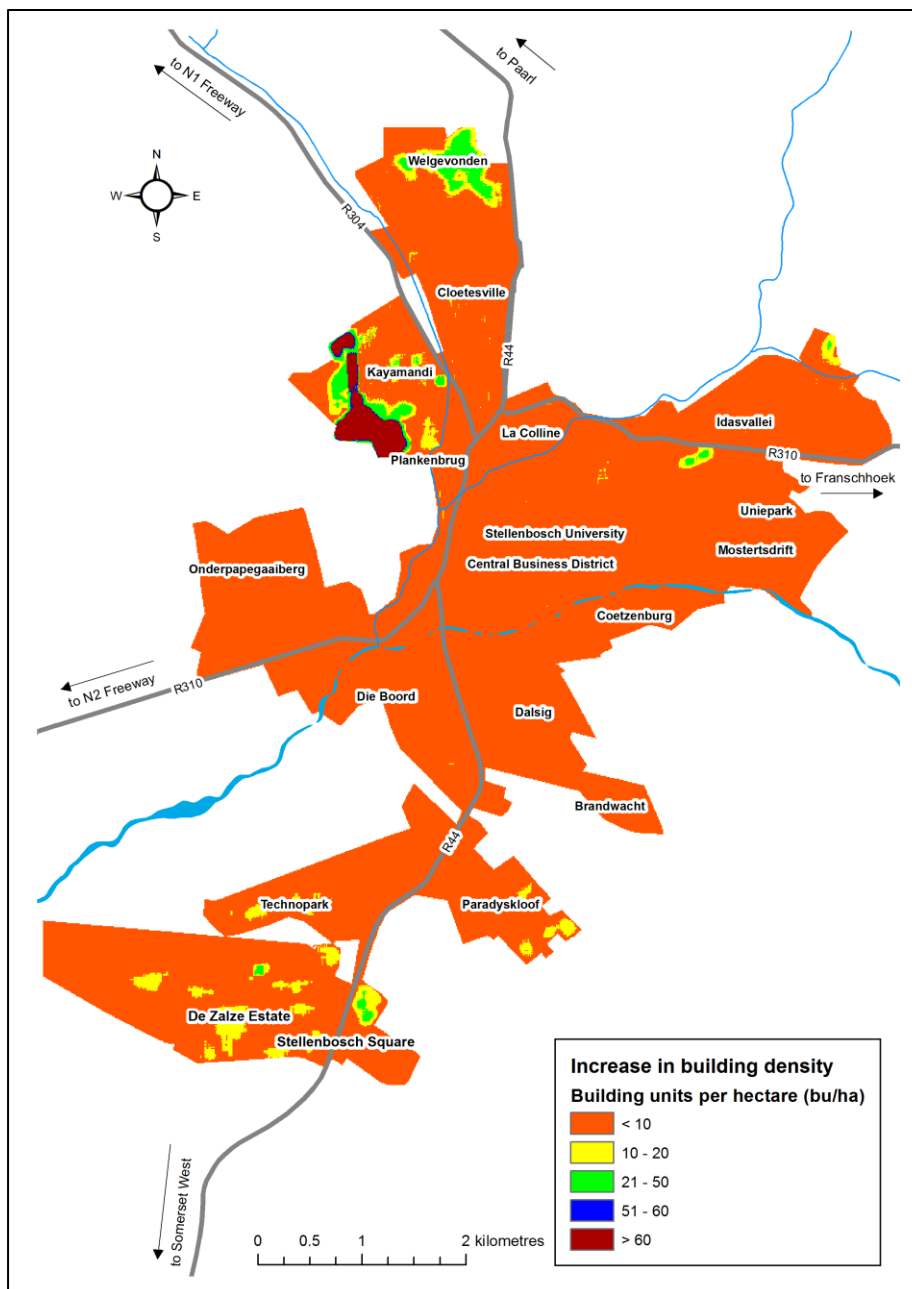 to N1 Freeway
to Paarl
N
W E
S
Welgevonden
R304
Cloetesville
R44
Kayamandi
Idasvallei
La Colline
Plankenbrug
R310
to Franschhoek
Uniepark
Stellenbosch University
Mostertsdrift
Central Business District
Onderpapegaaiberg
Coetzenburg
to N2 Freeway
R310
Die Boord
Dalsig
Brandwacht
R44
Technopark
Paradyskloof
De Zalze Estate
Stellenbosch Square
to Somerset West
0 0.5 1 2 kilometres
Increase in building density
Building units per hectare (bu/ha)
< 10
10 - 20
21 - 50
51 - 60
> 60